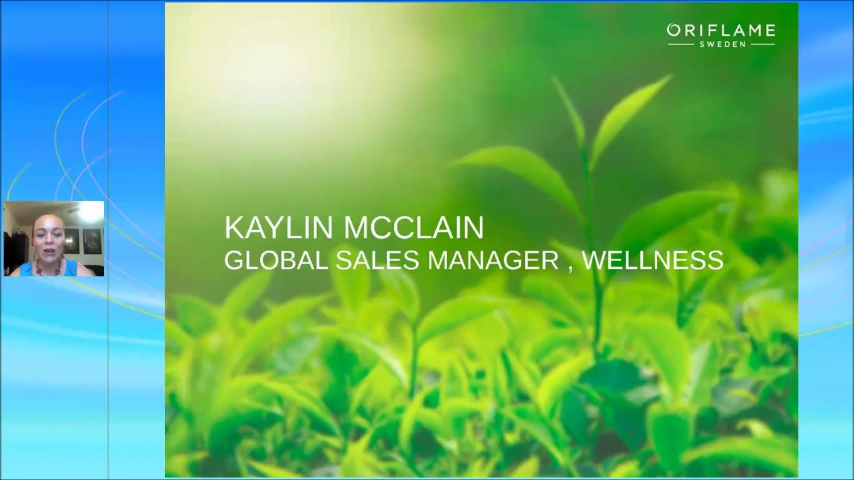 ORIFLAME
SWEDEN
KAYLIN MCCLAIN
GLOBAL SALES MANAGER , WELLNESS